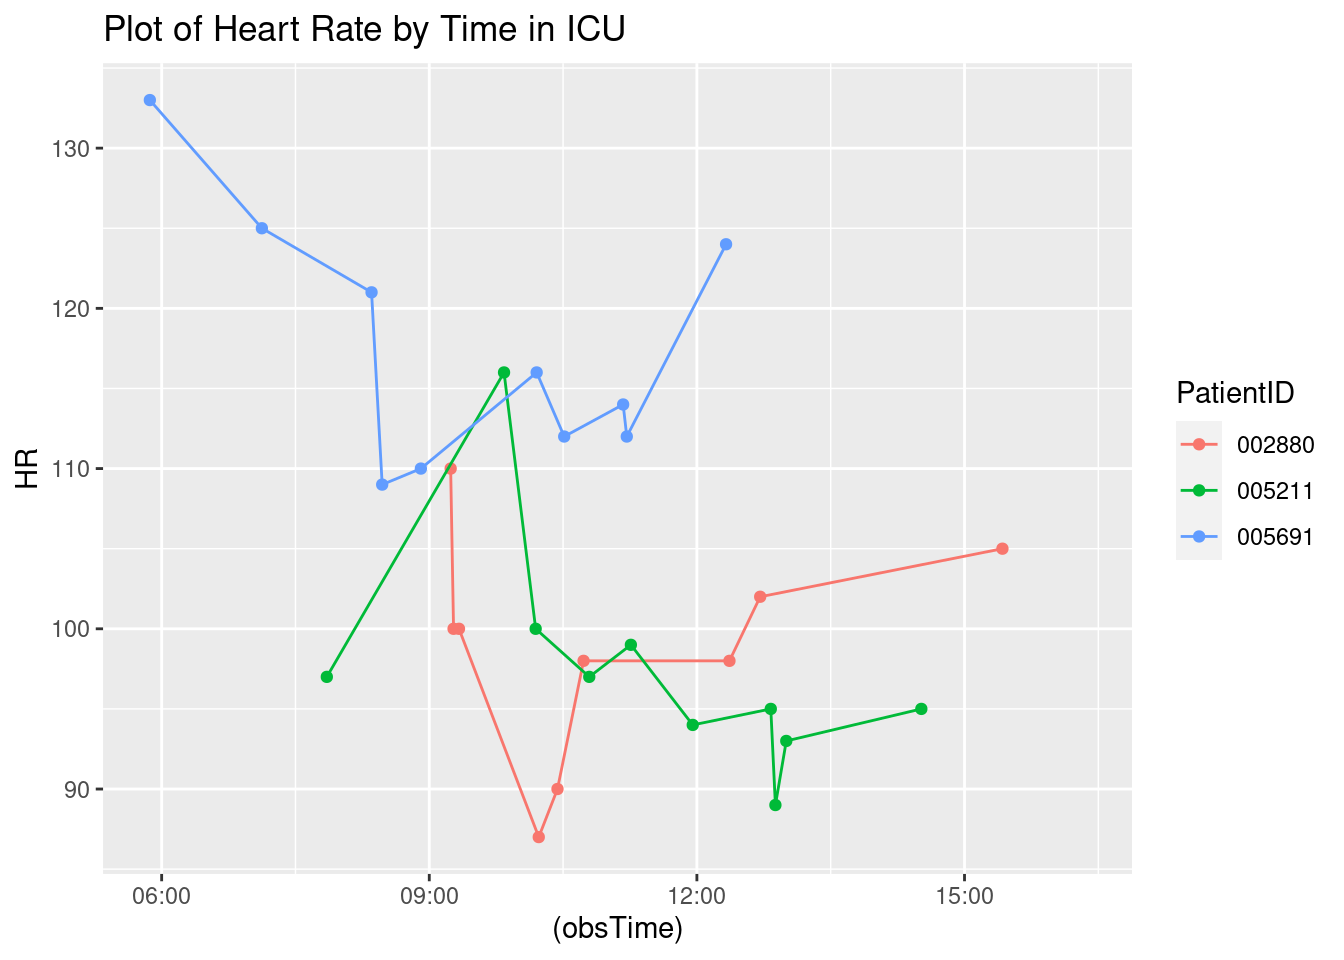 Plot of Heart Rate by Time in ICU
130
120
110
100
90
HR
06:00 09:00 12:00 15:00
(obsTime)
PatientID
002880
005211
005691